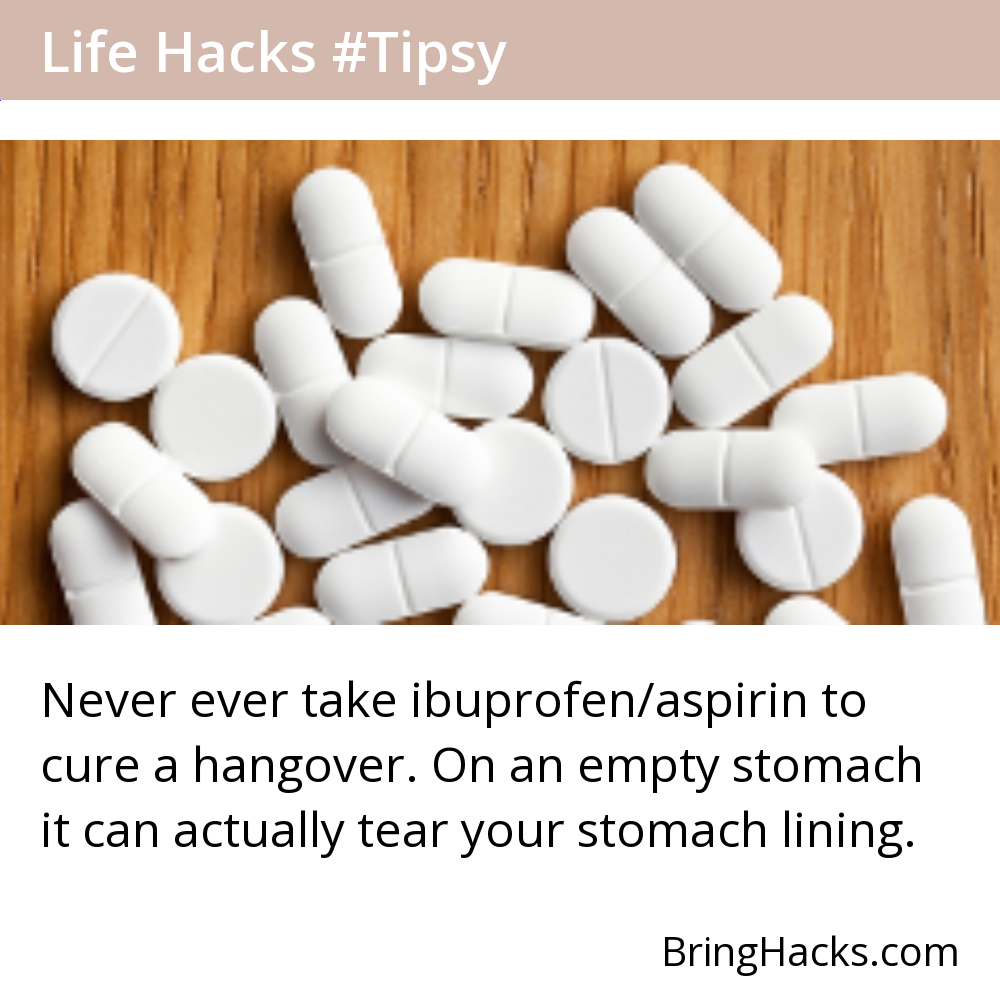 Life Hacks #Tipsy
Never ever take ibuprofen/aspirin to
cure a hangover. On an empty stomach
it can actually tear your stomach lining.
BringHacks.com